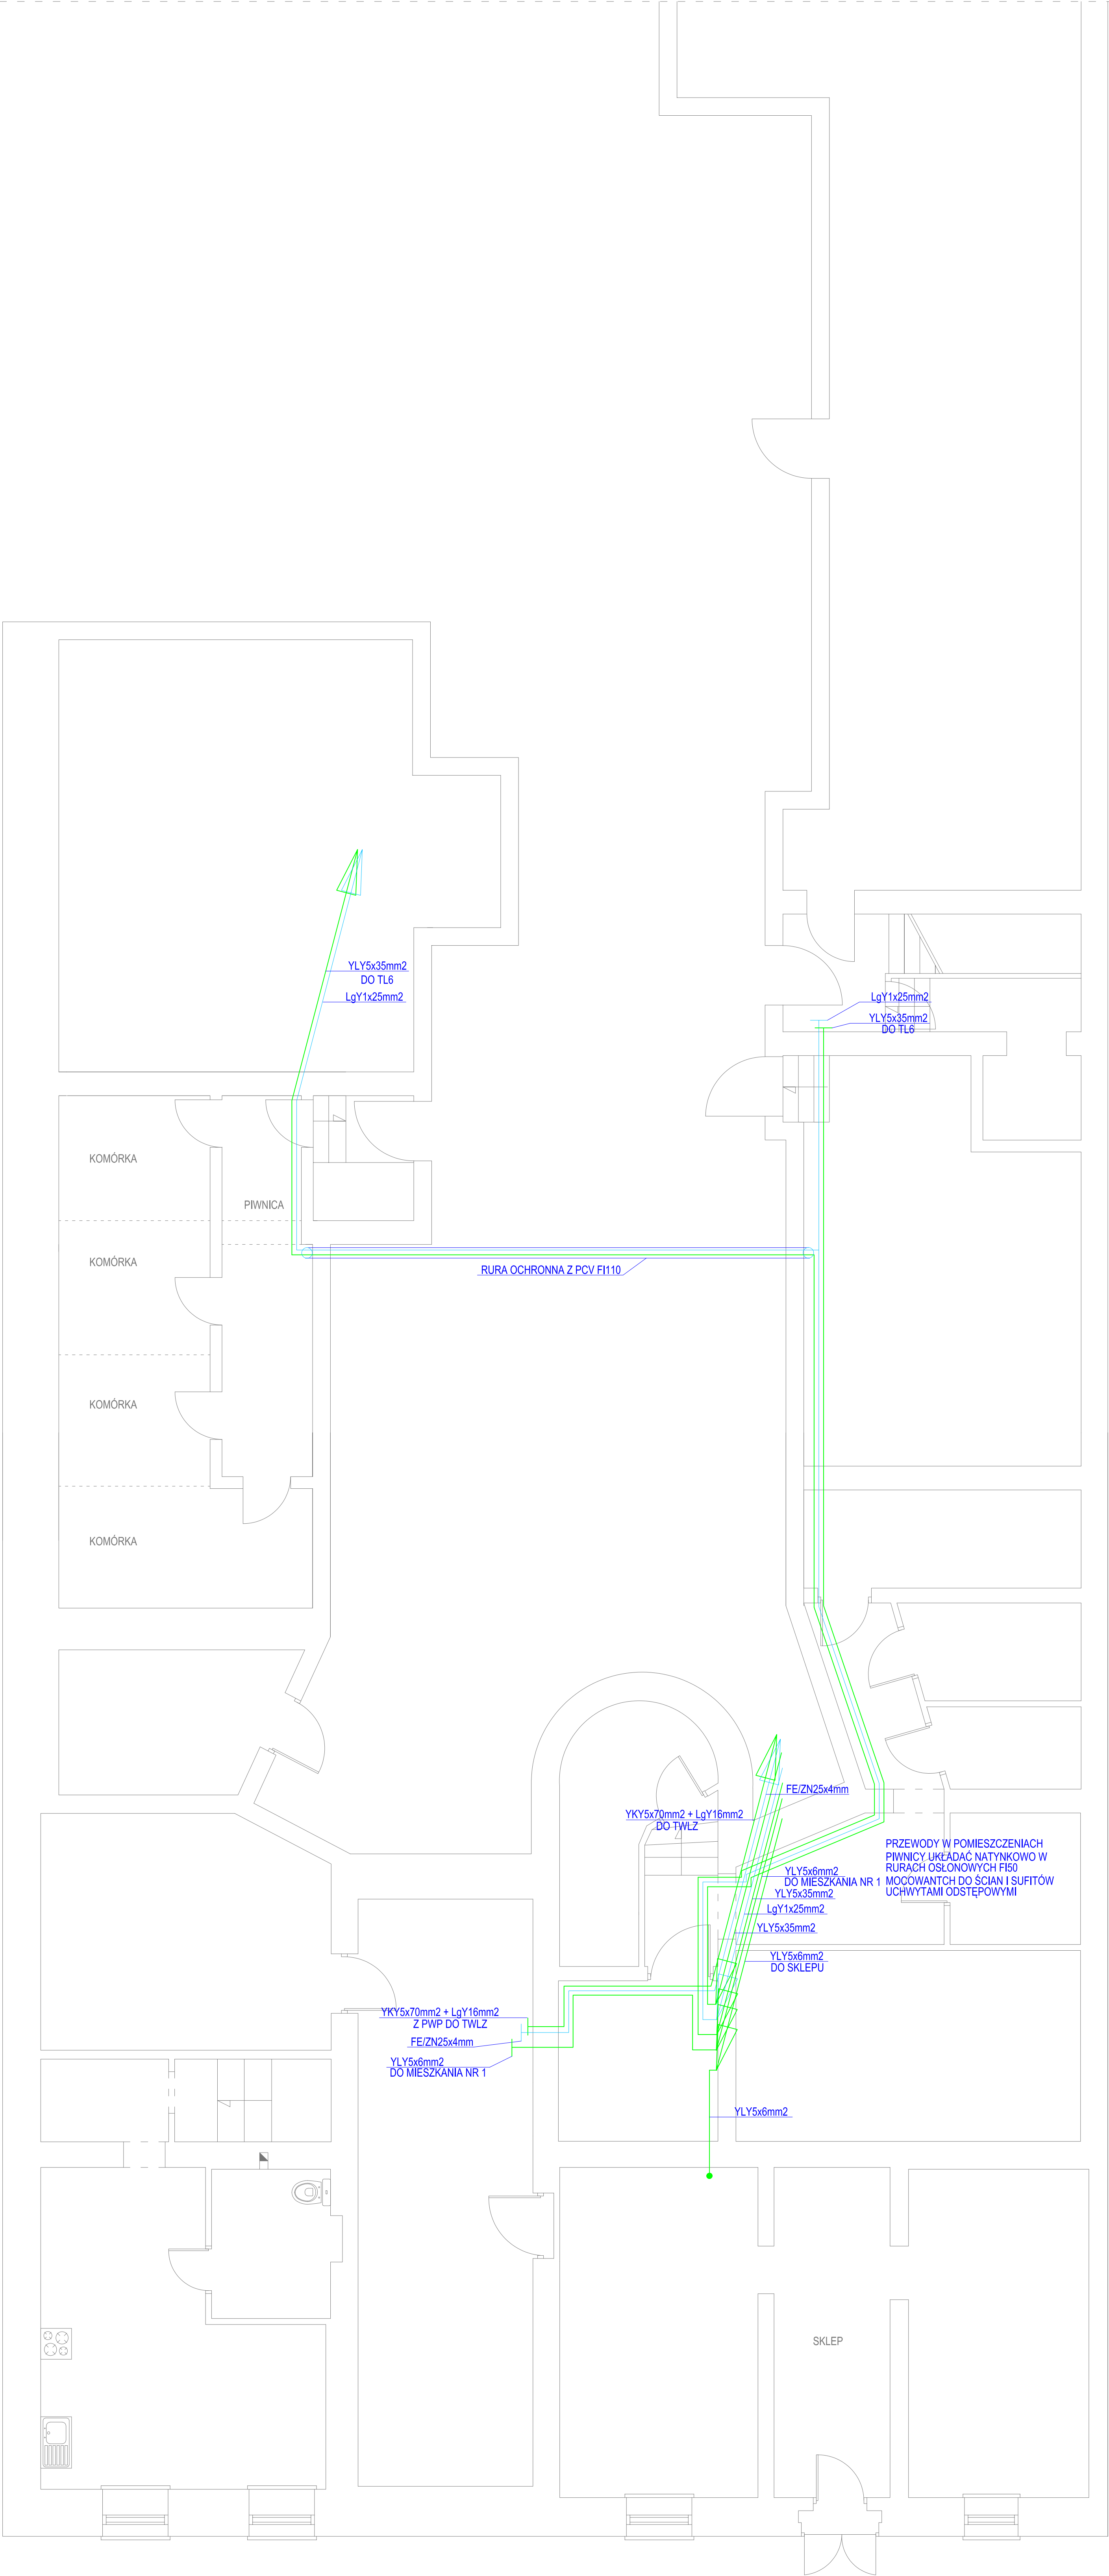 YLY5x35mm2
DO TL6
LgY1x25mm2
LgY1x25mm2
YLY5x35mm2
DO TL6
KOMÓRKA
PIWNICA
KOMÓRKA
RURA OCHRONNA Z PCV FI110
KOMÓRKA
KOMÓRKA
FE/ZN25x4mm
YKY5x70mm2 + LgY16mm2
DO TWLZ
PRZEWODY W POMIESZCZENIACH
PIWNICY UKŁADAĆ NATYNKOWO W
RURACH OSŁONOWYCH FI50
MOCOWANTCH DO ŚCIAN I SUFITÓW
UCHWYTAMI ODSTĘPOWYMI
YLY5x6mm2
DO MIESZKANIA NR 1
YLY5x35mm2
LgY1x25mm2
YLY5x35mm2
YLY5x6mm2
DO SKLEPU
YKY5x70mm2 + LgY16mm2
Z PWP DO TWLZ
FE/ZN25x4mm
YLY5x6mm2
DO MIESZKANIA NR 1
YLY5x6mm2
SKLEP